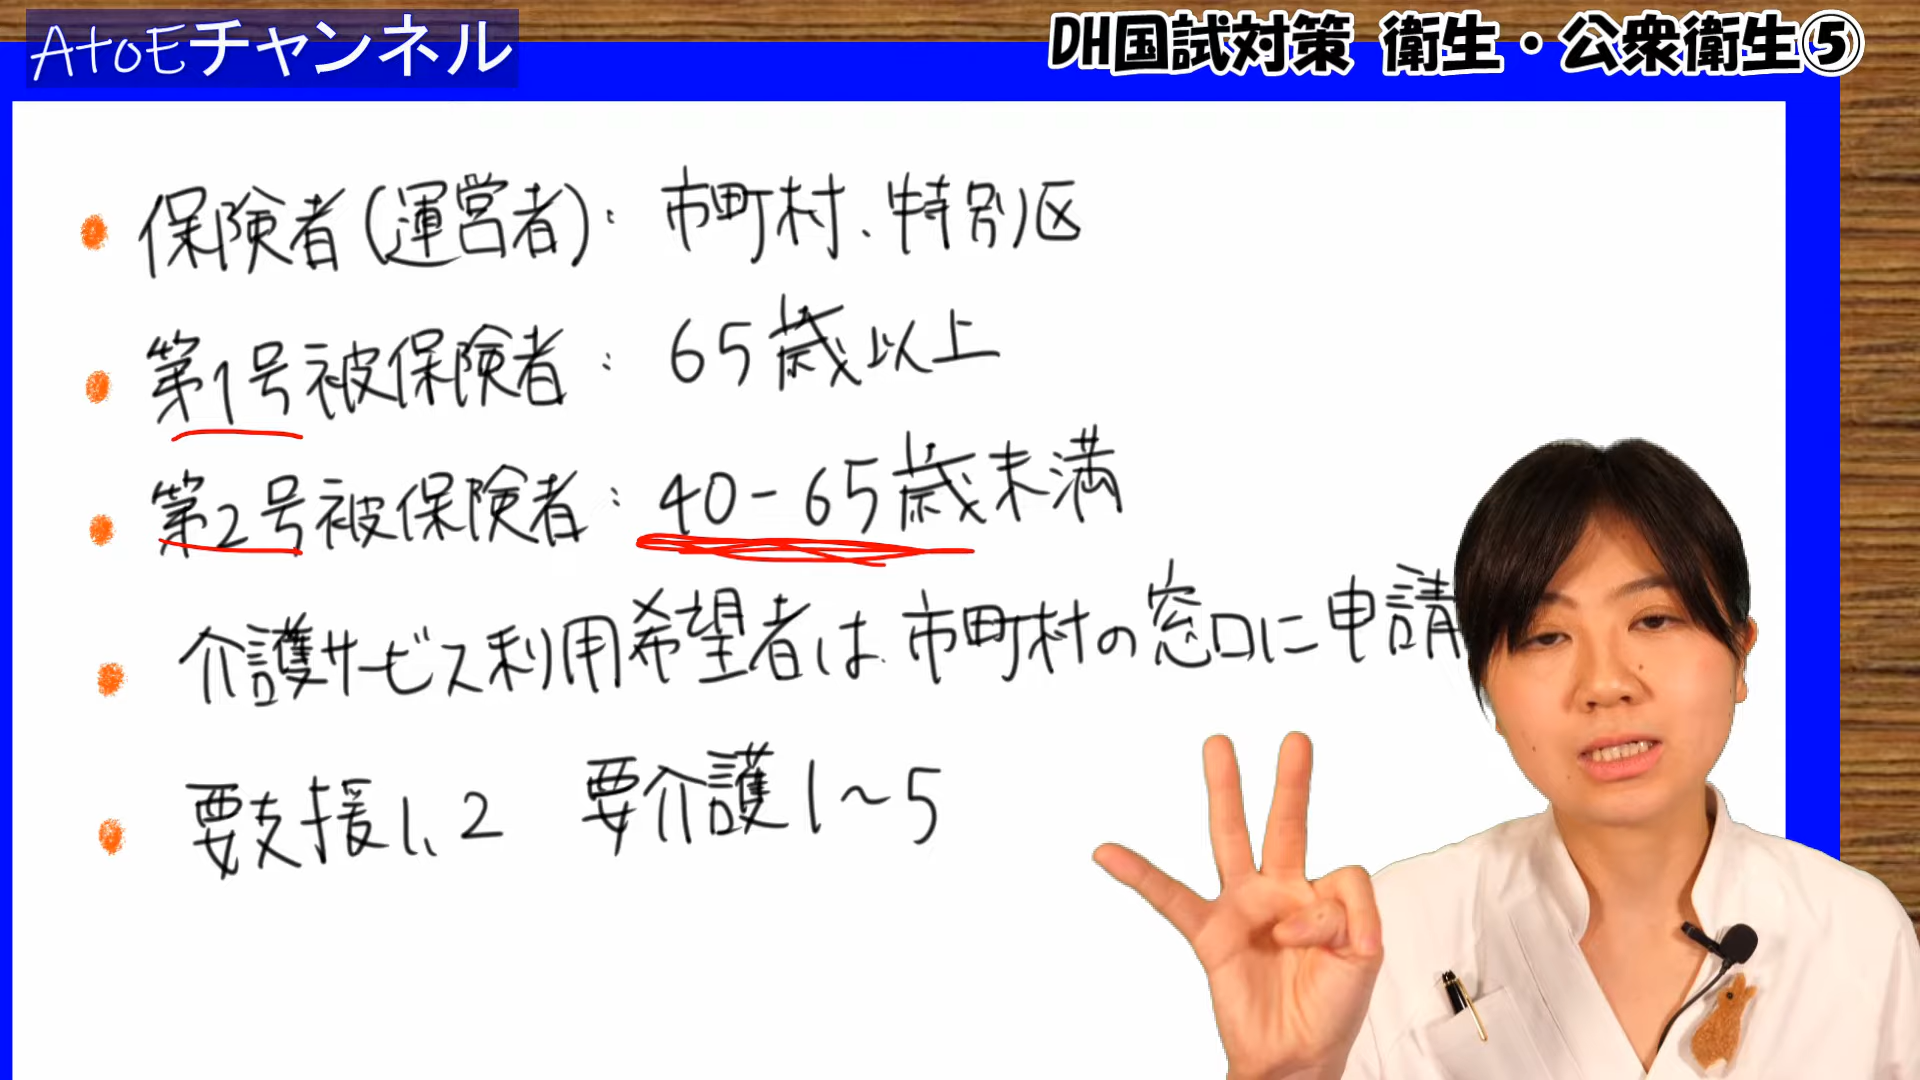 AtoEチャンネル
DH国試対策 衛生・公衆衛生⑤
保険者(運営者): 市町村、特別区
第1号被保険者: 65歳以上
第2号被保険者: 40-65歳未満
介護サービス利用希望者は市町村の窓口に申請
要支援1、2 要介護1～5